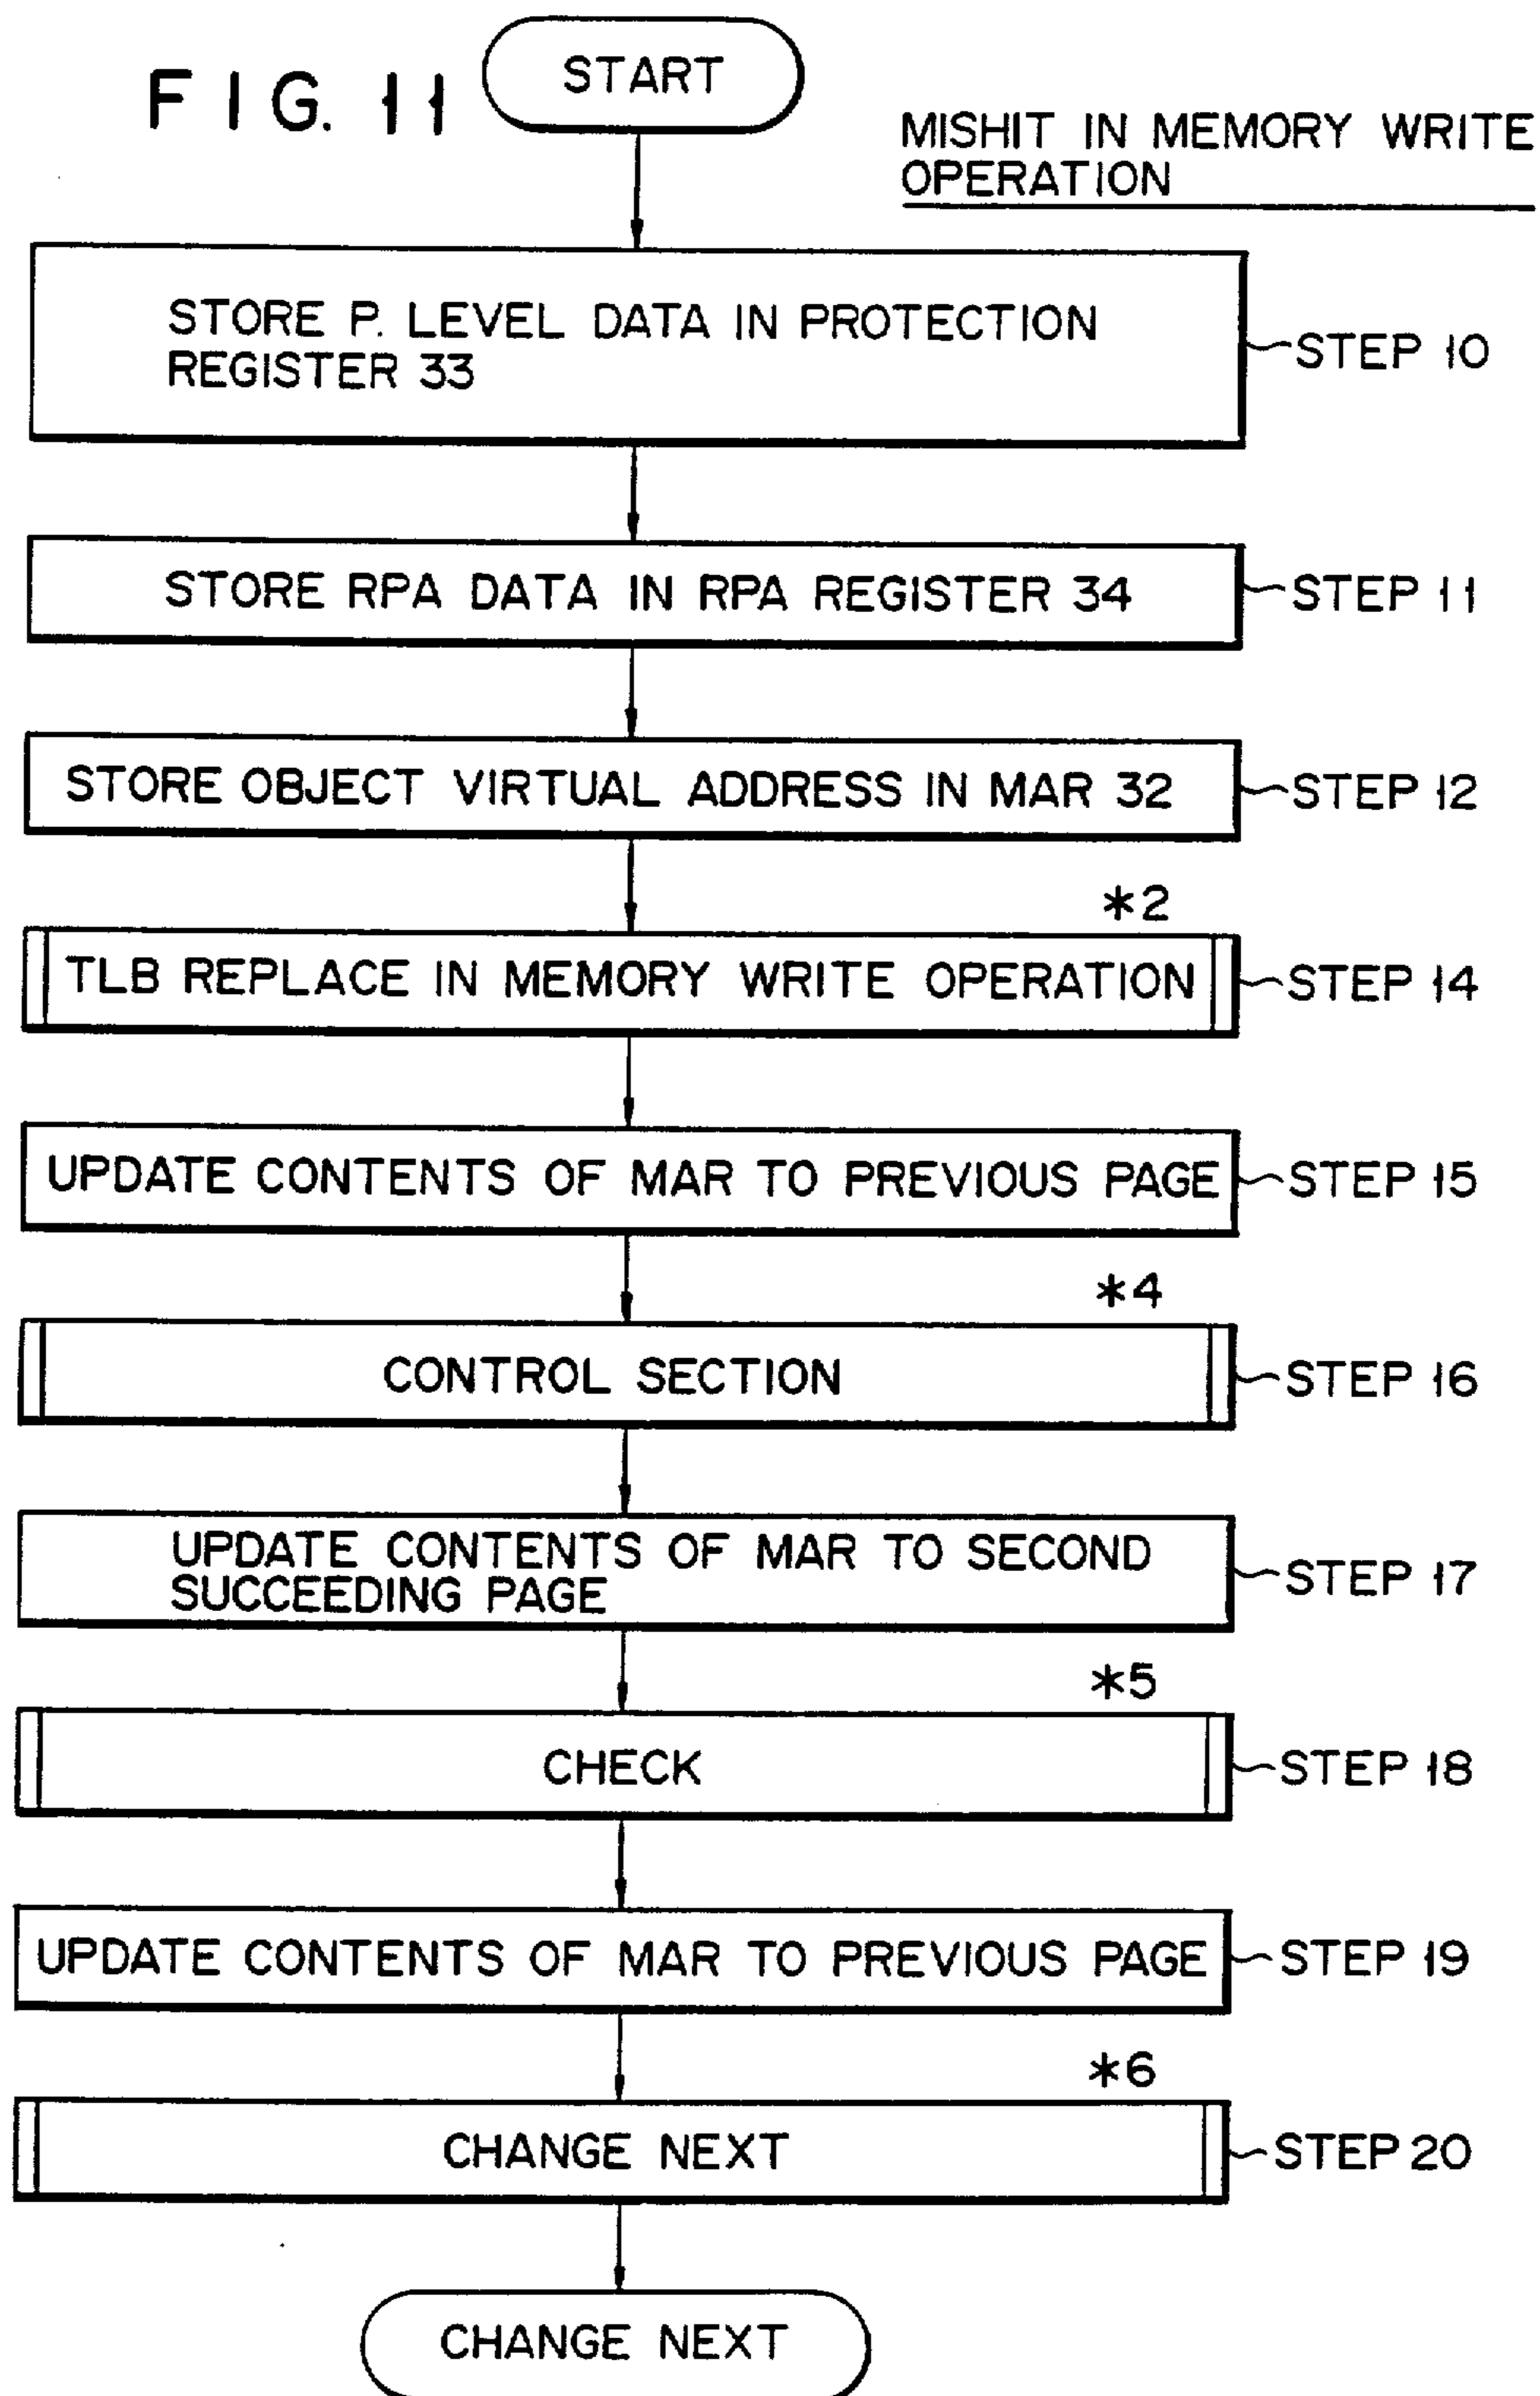 FIG. 11
START
MISHIT IN MEMORY WRITE
OPERATION
STORE P. LEVEL DATA IN PROTECTION
REGISTER 33
STEP 10
STORE RPA DATA IN RPA REGISTER 34
STEP 11
STORE OBJECT VIRTUAL ADDRESS IN MAR 32
STEP 12
*2
TLB REPLACE IN MEMORY WRITE OPERATION
STEP 14
UPDATE CONTENTS OF MAR TO PREVIOUS PAGE
STEP 15
*4
CONTROL SECTION
STEP 16
UPDATE CONTENTS OF MAR TO SECOND
SUCCEEDING PAGE
STEP 17
*5
CHECK
STEP 18
UPDATE CONTENTS OF MAR TO PREVIOUS PAGE
STEP 19
*6
CHANGE NEXT
STEP 20
CHANGE NEXT